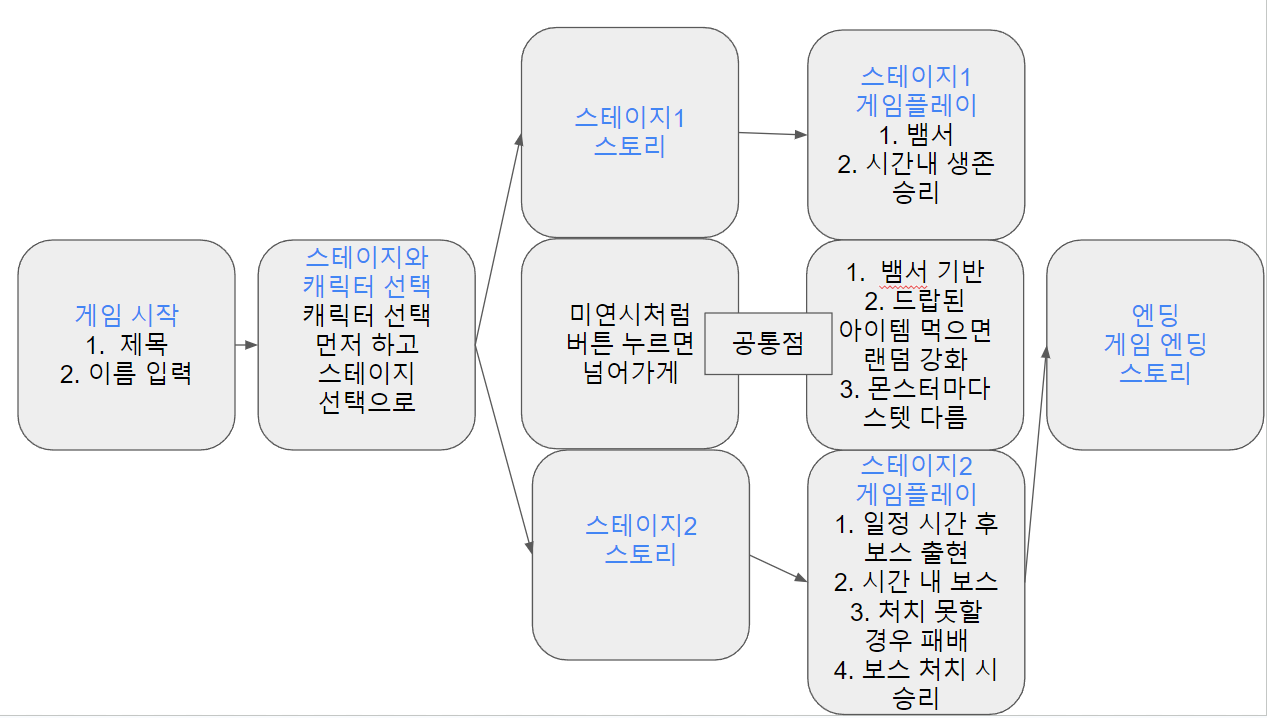 게임 시작
1. 제목
2. 이름 입력
스테이지와
캐릭터 선택
캐릭터 선택
먼저 하고
스테이지
선택으로
스테이지1
스토리
스테이지1
게임플레이
1. 뱀서
2. 시간내 생존
승리
미연시처럼
버튼 누르면
넘어가게
공통점
1. 뱀서 기반
2. 드랍된
아이템 먹으면
랜덤 강화
3. 몬스터마다
스텟 다름
스테이지2
스토리
스테이지2
게임플레이
1. 일정 시간 후
보스 출현
2. 시간 내 보스
3. 처치 못할
경우 패배
4. 보스 처치 시
승리
엔딩
게임 엔딩
스토리